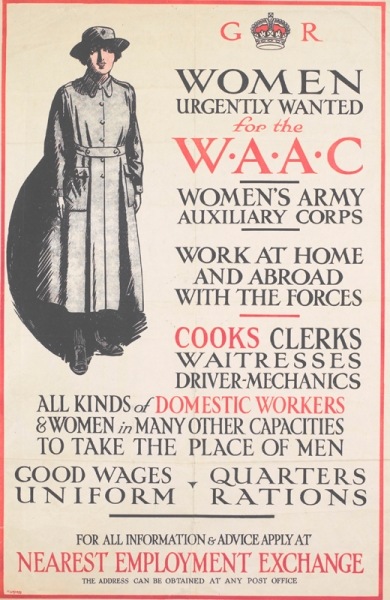 G R
WOMEN
URGENTLY WANTED
for the
W·A·A·C
WOMEN'S ARMY
AUXILIARY CORPS
WORK AT HOME
AND ABROAD
WITH THE FORCES
COOKS CLERKS
WAITRESSES
DRIVER-MECHANICS
ALL KINDS of DOMESTIC WORKERS
& WOMEN in MANY OTHER CAPACITIES
TO TAKE THE PLACE OF MEN
GOOD WAGES QUARTERS
UNIFORM RATIONS
FOR ALL INFORMATION & ADVICE APPLY AT
NEAREST EMPLOYMENT EXCHANGE
THE ADDRESS CAN BE OBTAINED AT ANY POST OFFICE